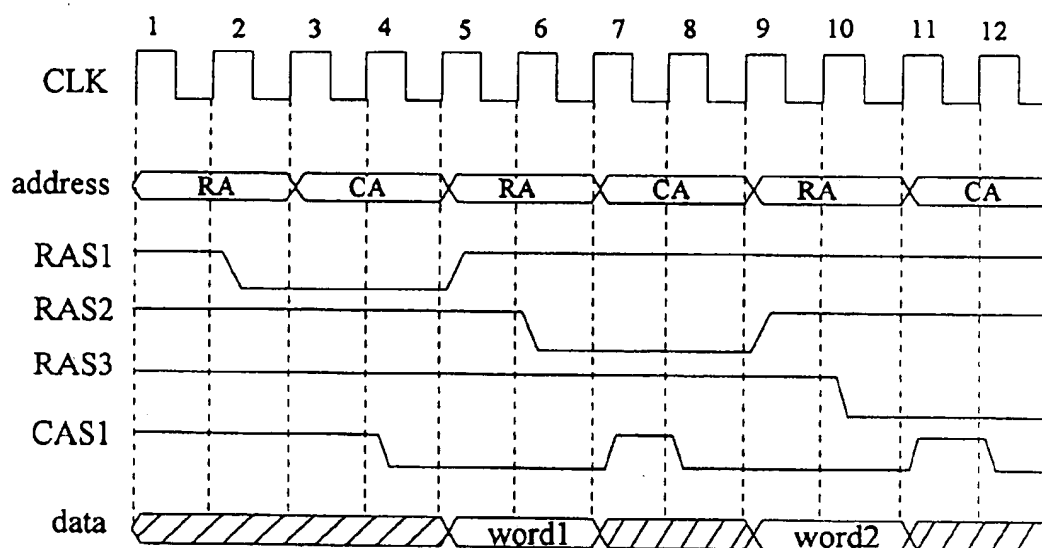 1 2 3 4 5 6 7 8 9 10 11 12
CLK
address RA CA RA CA RA CA
RAS1
RAS2
RAS3
CAS1
data word1 word2